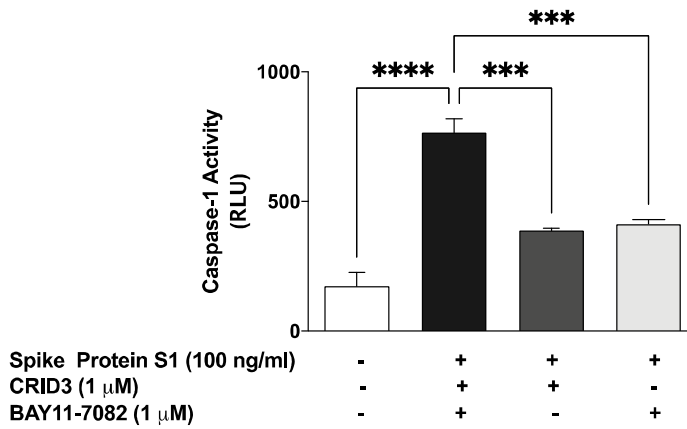 ***
**** ***
1000
500
0
Caspase-1 Activity
(RLU)
Spike Protein S1 (100 ng/ml) - + + +
CRID3 (1 μM) - + + -
BAY11-7082 (1 μM) - + - +